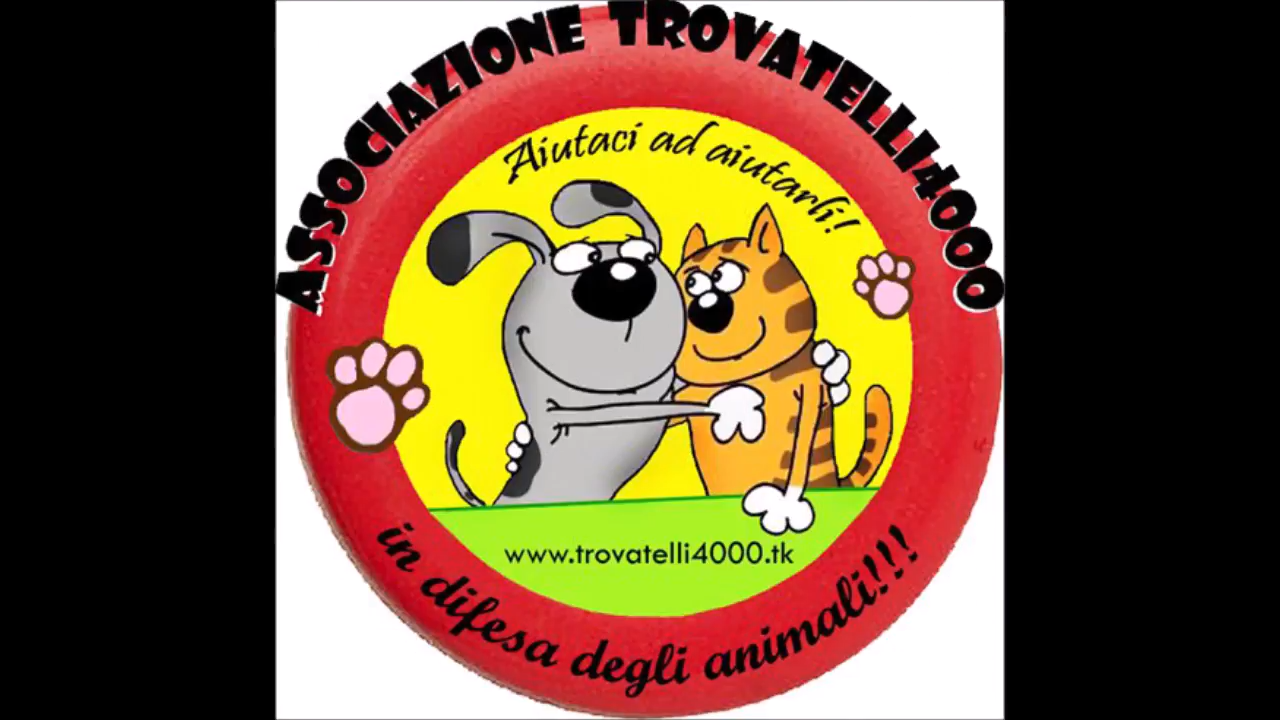 ASSOCIAZIONE TROVATELLI4000
Aiutaci ad aiutarli!
www.trovatelli4000.tk
in difesa degli animali!!!